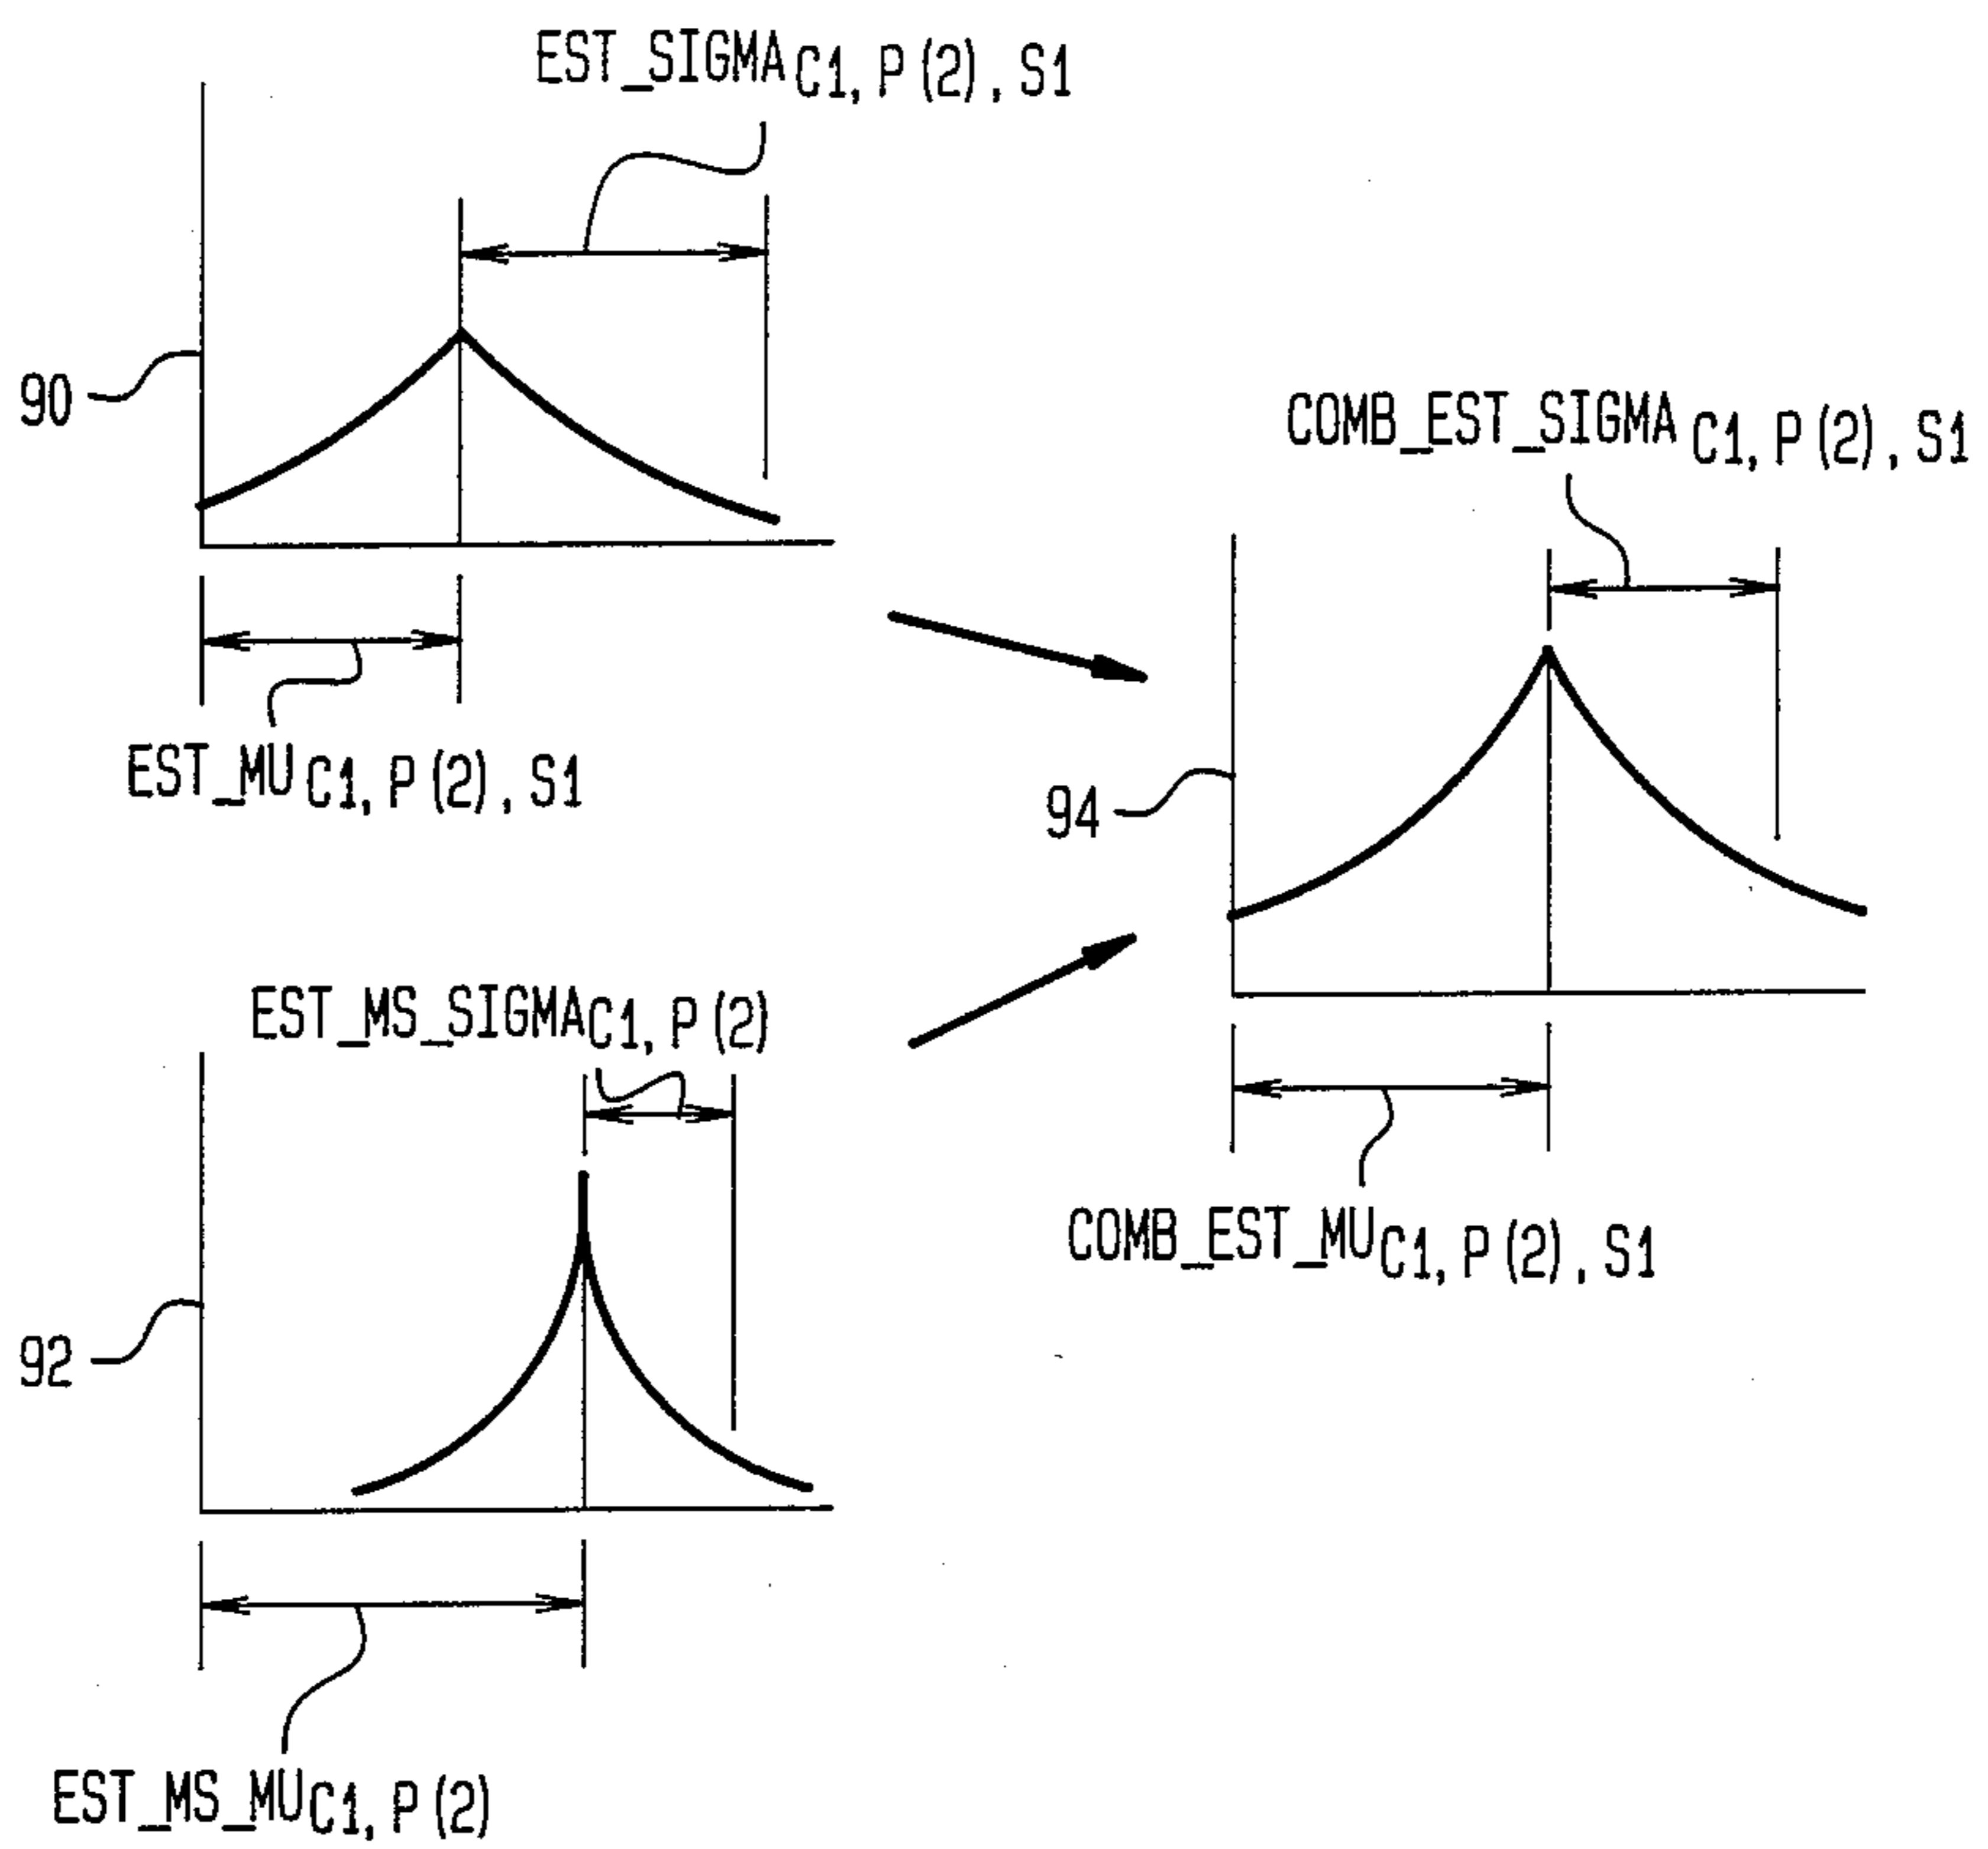 EST_SIGMA C1, P(2), S1
90
EST_MU C1, P(2), S1
COMB_EST_SIGMA C1, P(2), S1
94
EST_MS_SIGMA C1, P(2)
COMB_EST_MU C1, P(2), S1
92
EST_MS_MU C1, P(2)